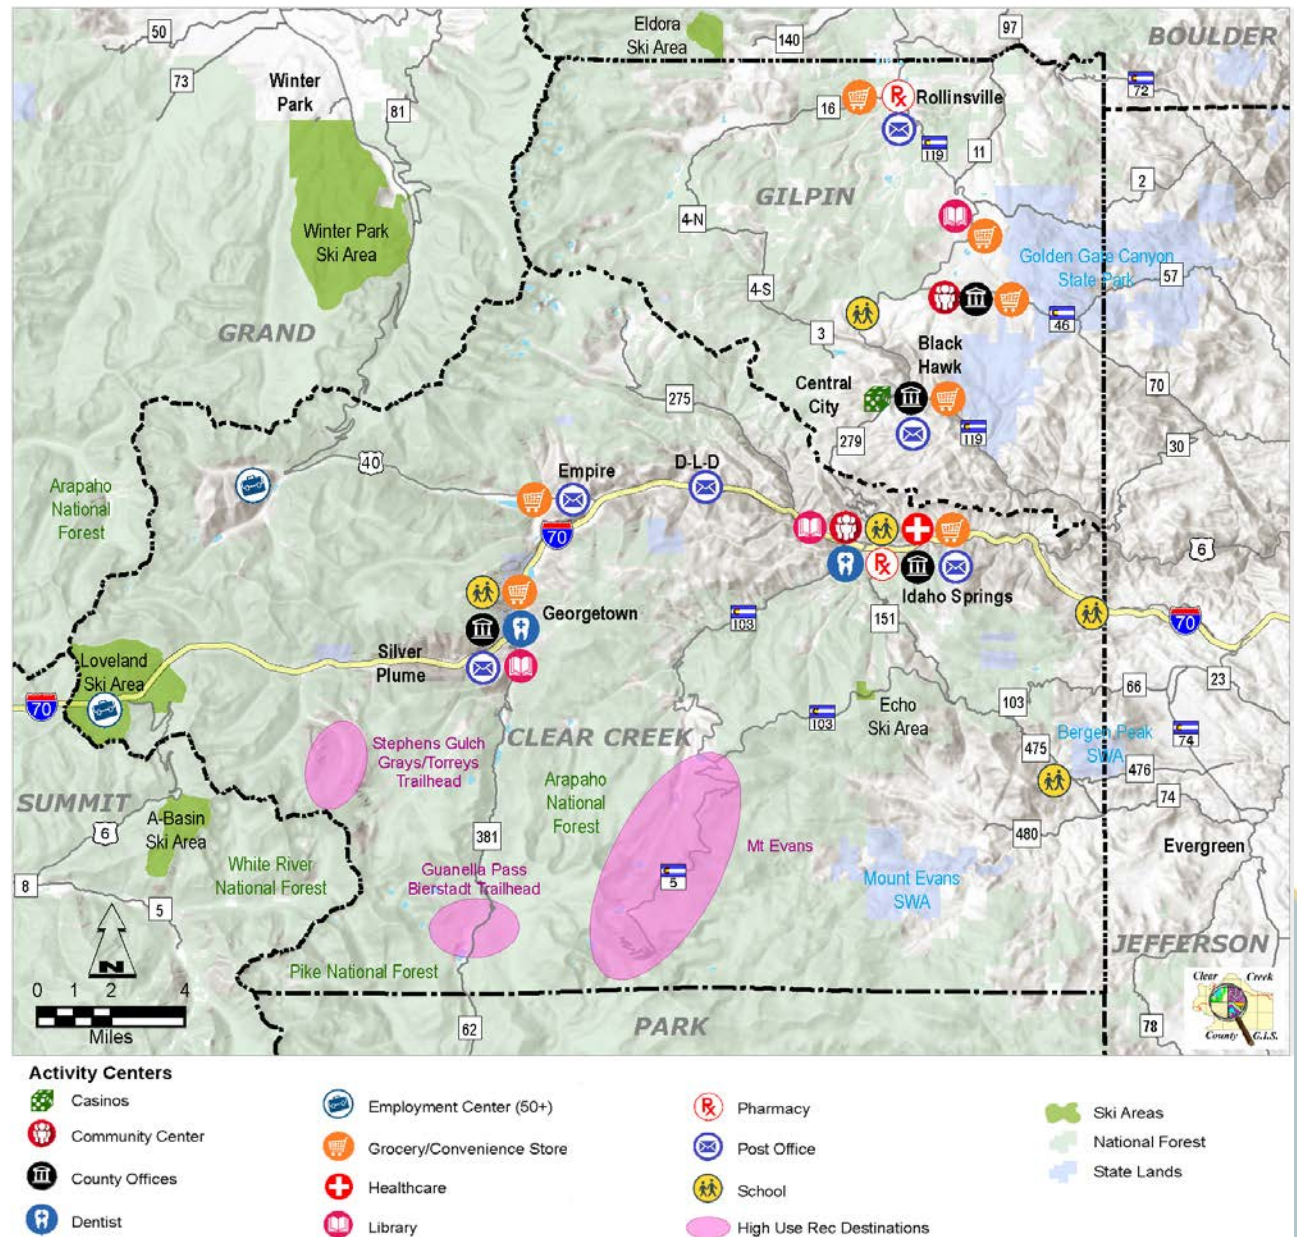 50
Eldora
Ski Area
140
97
BOULDER
73
Winter
Park
81
72
16
Rx
Rollinsville
119
11
2
GILPIN
4-N
Winter Park
Ski Area
Golden Gate Canyon
State Park
57
4-S
GRAND
3
46
Black
Hawk
Central
City
70
275
279
119
30
40
Empire
D-L-D
Arapaho
National
Forest
70
6
Rx
Idaho Springs
Georgetown
103
151
70
Silver
Plume
Loveland
Ski Area
70
23
66
103
Echo
Ski Area
103
Stephens Gulch
Grays/Torreys
Trailhead
CLEAR CREEK
Bergen Peak
SWA
74
475
476
Arapaho
National
Forest
SUMMIT
A-Basin
Ski Area
6
74
381
480
Mt Evans
Evergreen
White River
National Forest
Guanella Pass
Bierstadt Trailhead
5
Mount Evans
SWA
8
5
N
Pike National Forest
JEFFERSON
Clear Creek
County G.I.S.
0 1 2 4
Miles
62
PARK
78
Activity Centers
Casinos
Community Center
County Offices
Dentist
Employment Center (50+)
Grocery/Convenience Store
Healthcare
Library
Rx
Pharmacy
Post Office
School
High Use Rec Destinations
Ski Areas
National Forest
State Lands